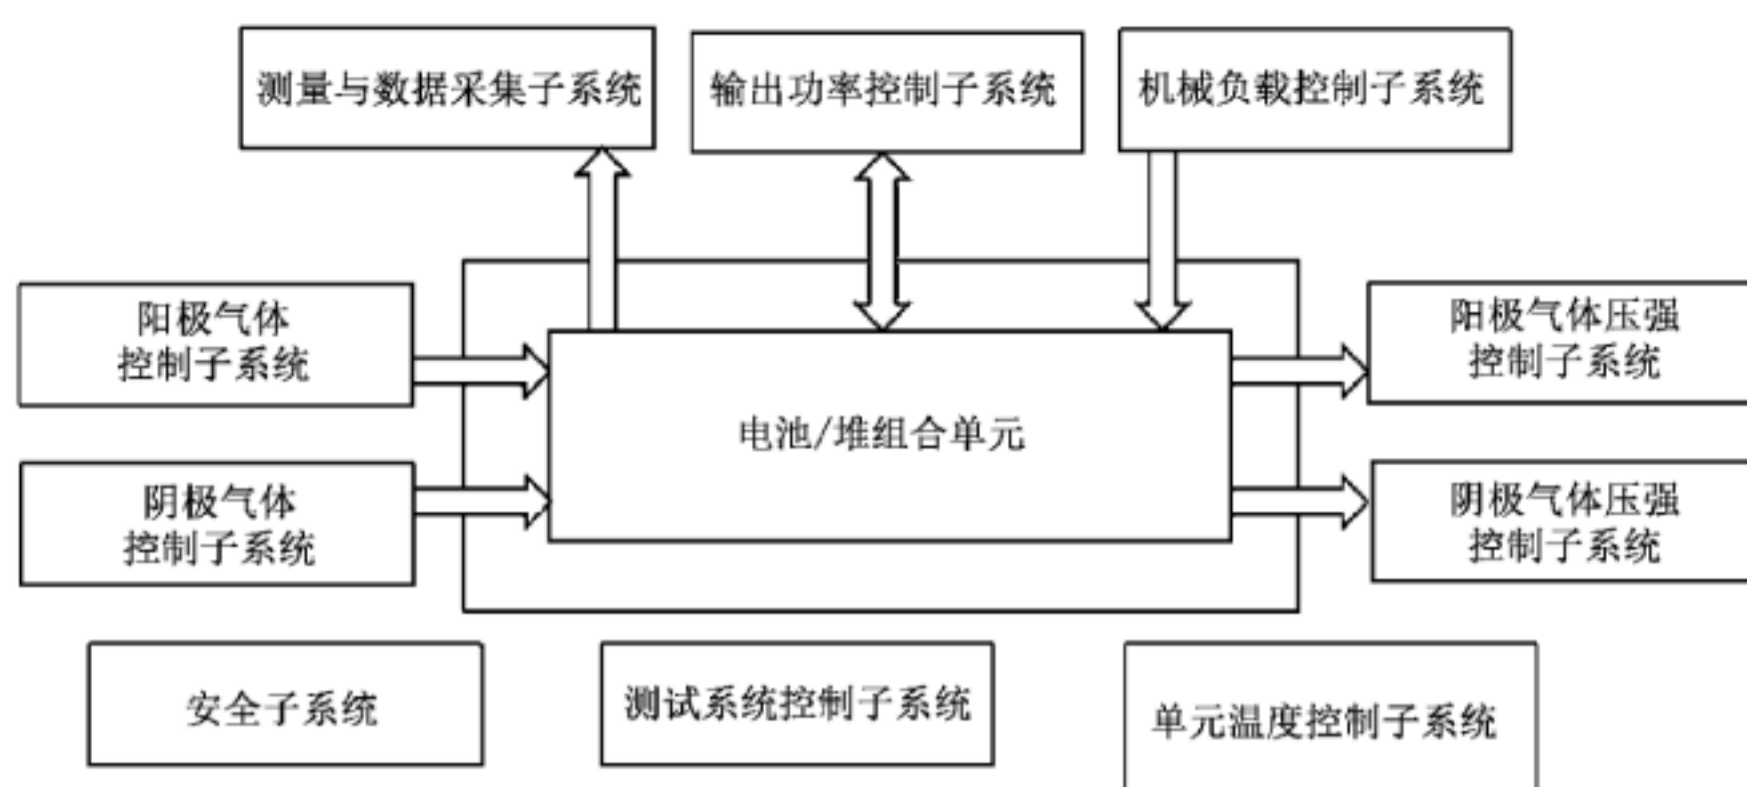 测量与数据采集子系统
输出功率控制子系统
机械负载控制子系统
阳极气体
控制子系统
阳极气体压强
控制子系统
电池/堆组合单元
阴极气体
控制子系统
阴极气体压强
控制子系统
安全子系统
测试系统控制子系统
单元温度控制子系统